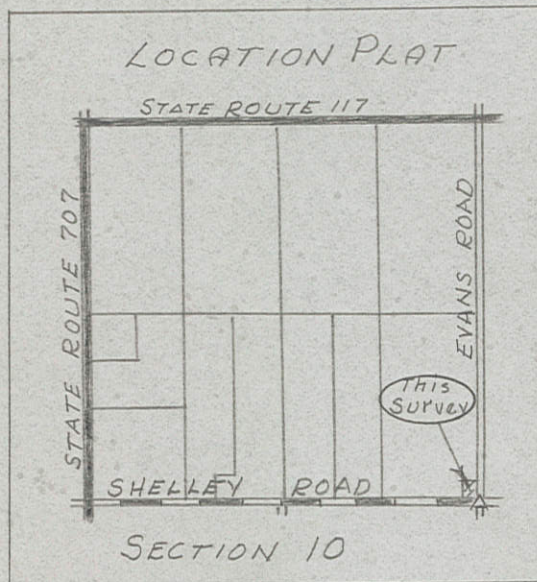 LOCATION PLAT
STATE ROUTE 117
STATE ROUTE 707
EVANS ROAD
This
Survey
SHELLEY ROAD
SECTION 10